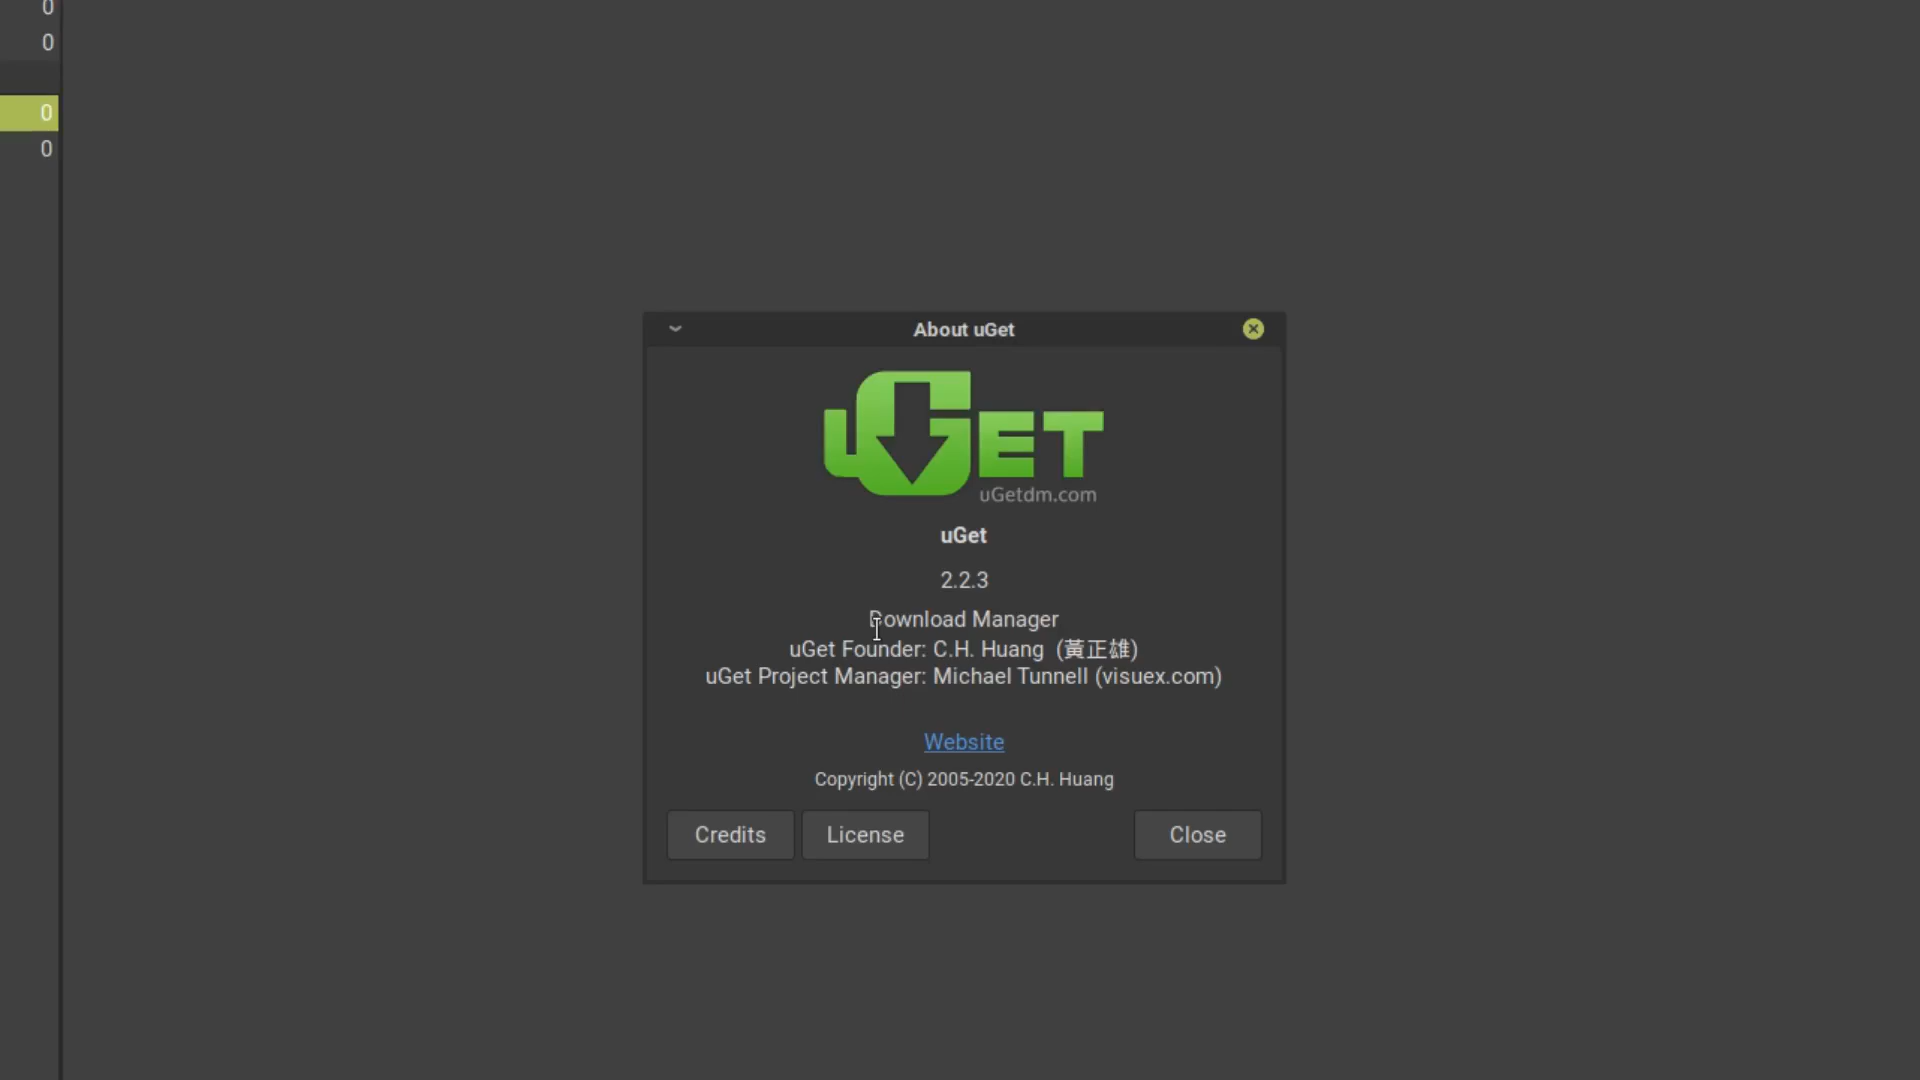 0
0
0
0
About uGet
uGET
uGetdm.com
uGet
2.2.3
Download Manager
uGet Founder: C.H. Huang (黃正雄)
uGet Project Manager: Michael Tunnell (visuex.com)
Website
Copyright (C) 2005-2020 C.H. Huang
Credits License Close